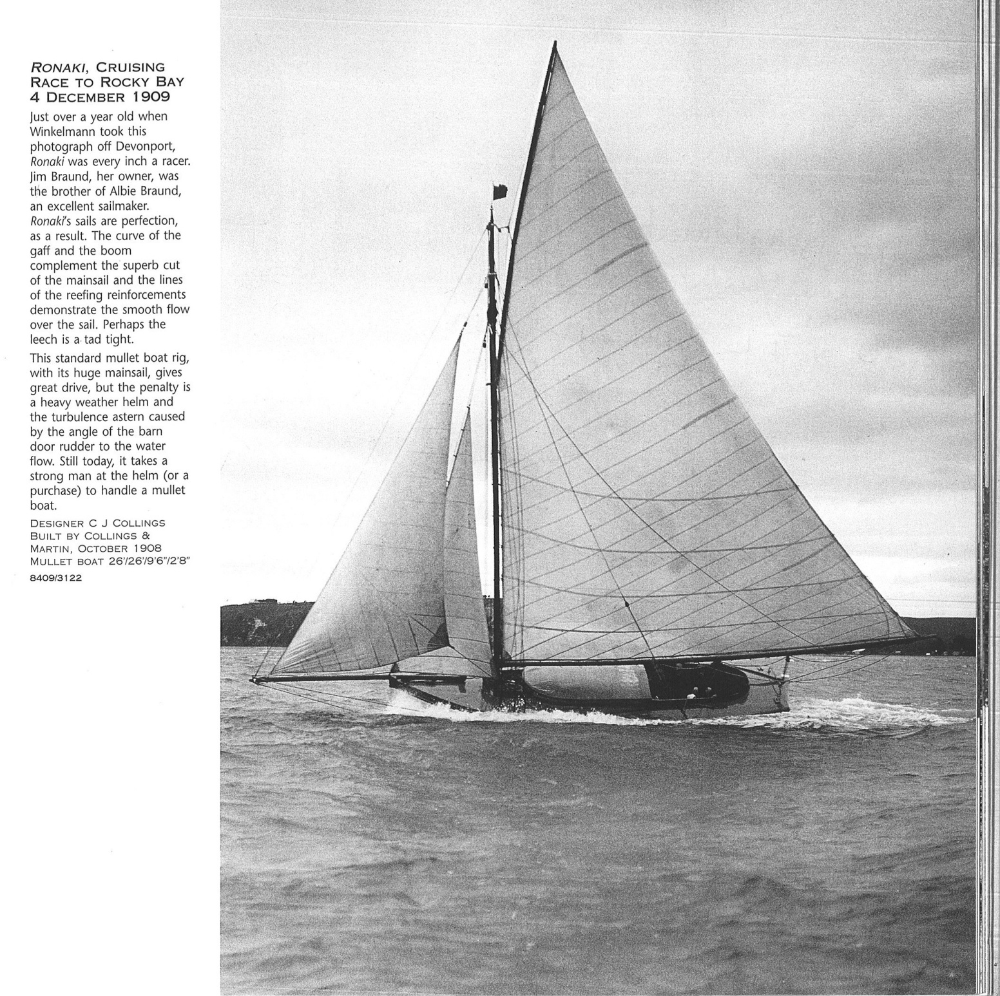 RONAKI, CRUISING
RACE TO ROCKY BAY
4 DECEMBER 1909
Just over a year old when
Winkelmann took this
photograph off Devonport,
Ronaki was every inch a racer.
Jim Braund, her owner, was
the brother of Albie Braund,
an excellent sailmaker.
Ronaki's sails are perfection,
as a result. The curve of the
gaff and the boom
complement the superb cut
of the mainsail and the lines
of the reefing reinforcements
demonstrate the smooth flow
over the sail. Perhaps the
leech is a tad tight.
This standard mullet boat rig,
with its huge mainsail, gives
great drive, but the penalty is
a heavy weather helm and
the turbulence astern caused
by the angle of the barn
door rudder to the water
flow. Still today, it takes a
strong man at the helm (or a
purchase) to handle a mullet
boat.
DESIGNER C J COLLINGS
BUILT BY COLLINGS &
MARTIN, OCTOBER 1908
MULLET BOAT 26'/26'/9'6"/2'8"
8409/3122